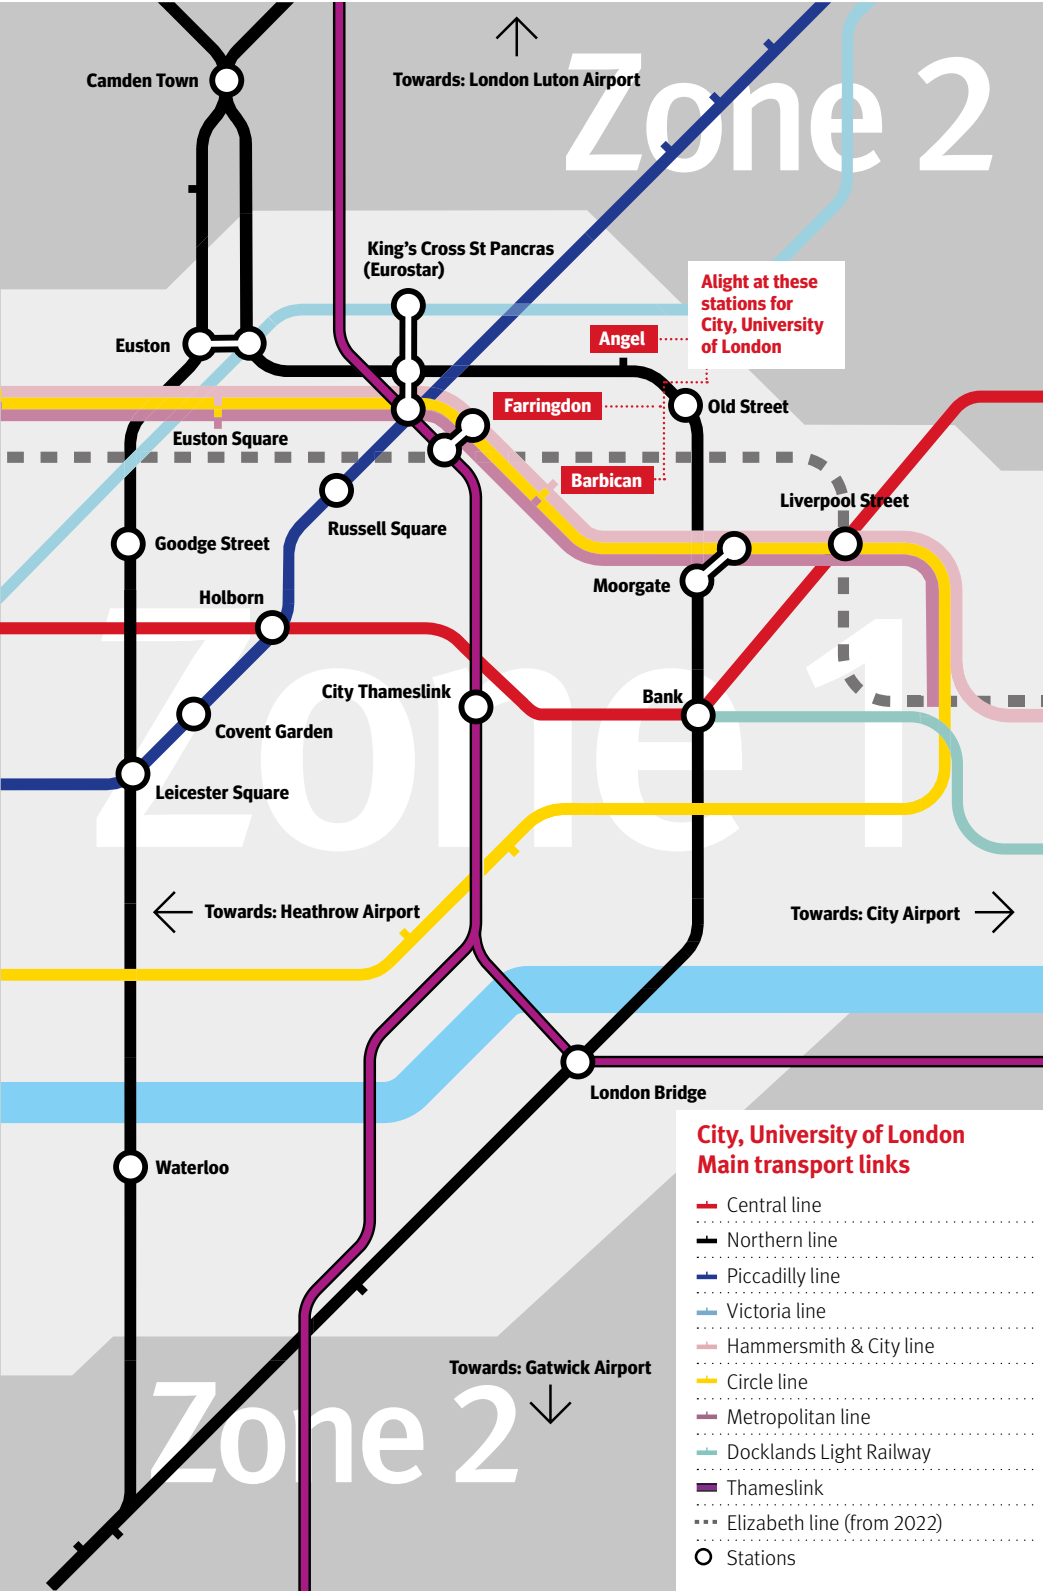 Camden Town
Towards: London Luton Airport
Zone 2
King's Cross St Pancras
(Eurostar)
Alight at these
stations for
City, University
of London
Euston
Angel
Farringdon
Old Street
Euston Square
Barbican
Liverpool Street
Russell Square
Goodge Street
Moorgate
Holborn
Zone 1
City Thameslink
Bank
Covent Garden
Leicester Square
Towards: Heathrow Airport
Towards: City Airport
London Bridge
Waterloo
Towards: Gatwick Airport
Zone 2
City, University of London
Main transport links
Central line
Northern line
Piccadilly line
Victoria line
Hammersmith & City line
Circle line
Metropolitan line
Docklands Light Railway
Thameslink
Elizabeth line (from 2022)
Stations